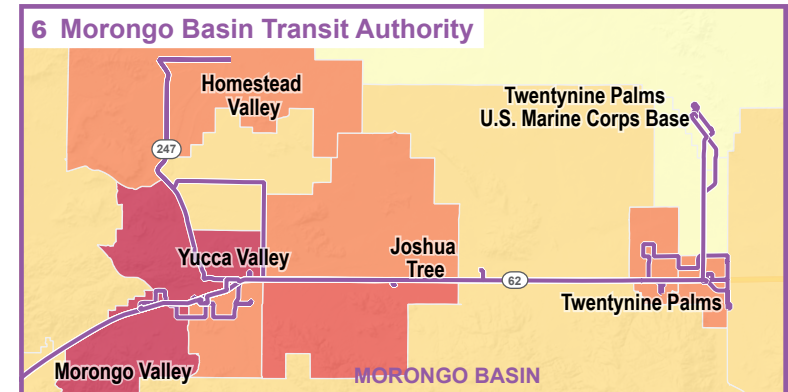 6 Morongo Basin Transit Authority
Homestead
Valley
Twentynine Palms
U.S. Marine Corps Base
247
Yucca Valley
Joshua
Tree
62
Twentynine Palms
Morongo Valley
MORONGO BASIN